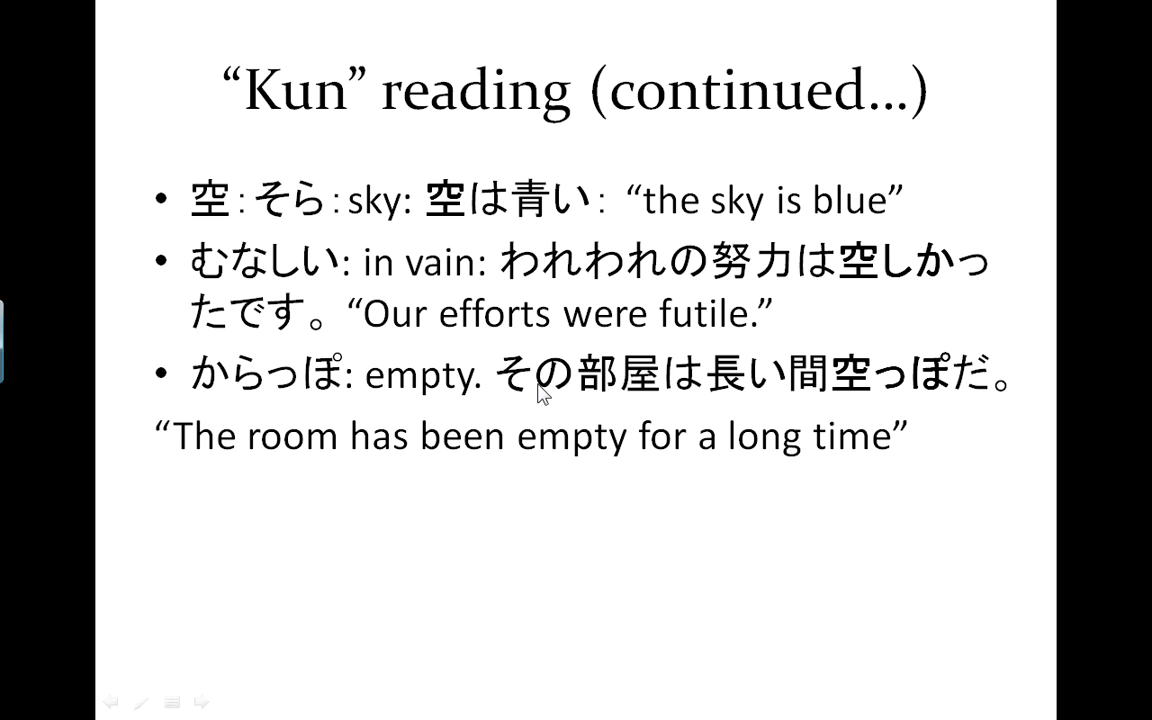 “Kun” reading (continued…)
• 空：そら：sky: 空は青い： “the sky is blue”
• むなしい: in vain: われわれの努力は空しかっ
たです。“Our efforts were futile.”
• からっぽ: empty. その部屋は長い間空っぽだ。
“The room has been empty for a long time”